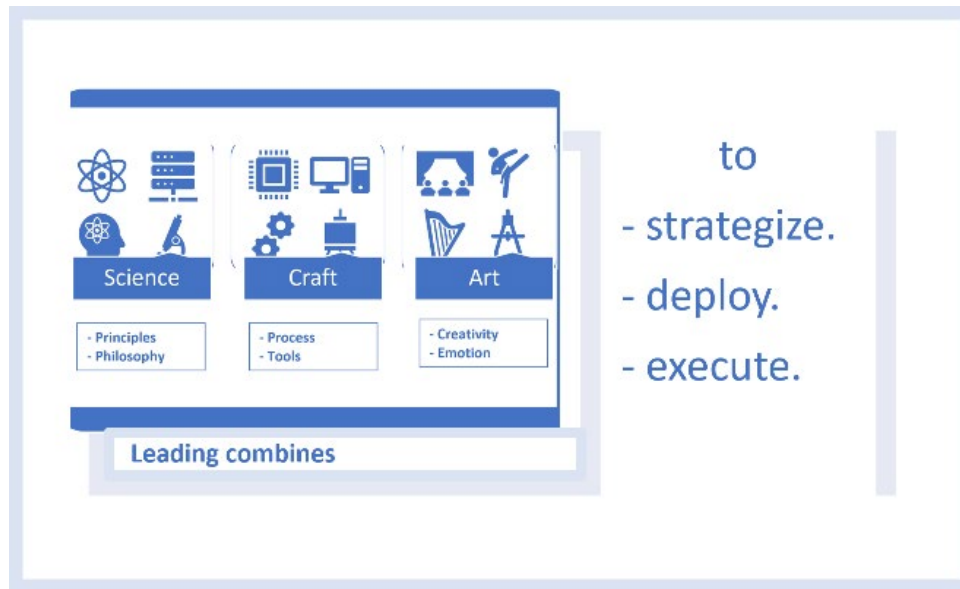 Science
Craft
Art
- Principles
- Philosophy
- Process
- Tools
- Creativity
- Emotion
Leading combines
to
- strategize.
- deploy.
- execute.